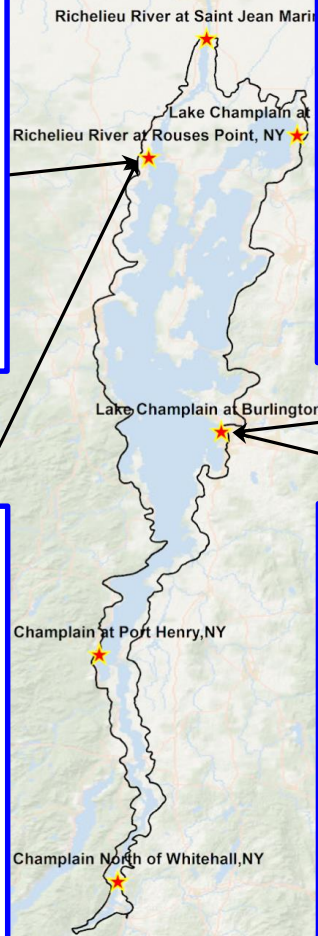 Richelieu River at Saint Jean Mari
Lake Champlain at
Richelieu River at Rouses Point, NY
Lake Champlain at Burlington
Champlain at Port Henry,NY
Champlain North of Whitehall,NY